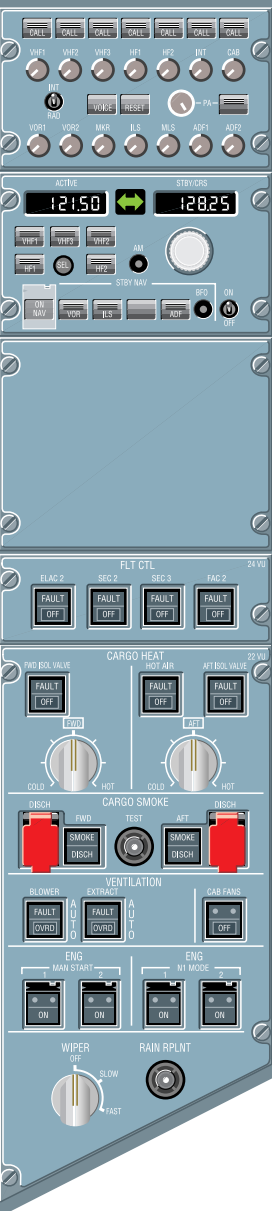 CALL CALL CALL CALL CALL CALL CALL
VHF1 VHF2 VHF3 HF1 HF2 INT CAB
INT
RAD
VOICE RESET PA
VOR1 VOR2 MKR ILS MLS ADF1 ADF2
ACTIVE STBY/CRS
121.50 128.25
VHF1 VHF3 VHF2
AM
HF1 SEL HF2
STBY NAV
BFO ON
ON
NAV
VOR ILS ADF
OFF
FLT CTL 24 VU
ELAC 2 SEC 2 SEC 3 FAC 2
FAULT FAULT FAULT FAULT
OFF OFF OFF OFF
CARGO HEAT 22 VU
FWD ISOL VALVE HOT AIR AFT ISOL VALVE
FAULT FAULT FAULT
OFF OFF OFF
FWD AFT
COLD HOT COLD HOT
CARGO SMOKE
DISCH DISCH
FWD TEST AFT
SMOKE SMOKE
DISCH DISCH
VENTILATION
BLOWER EXTRACT CAB FANS
FAULT AUTO FAULT AUTO
OVRD OVRD OFF
ENG ENG
MAN START N1 MODE
1 2 1 2
ON ON ON ON
WIPER RAIN RPLNT
OFF
SLOW
FAST